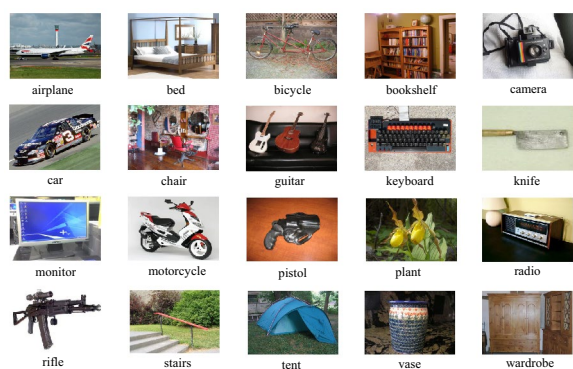 airplane
bed
bicycle
bookshelf
camera
car
chair
guitar
keyboard
knife
monitor
motorcycle
pistol
plant
radio
rifle
stairs
tent
vase
wardrobe
3